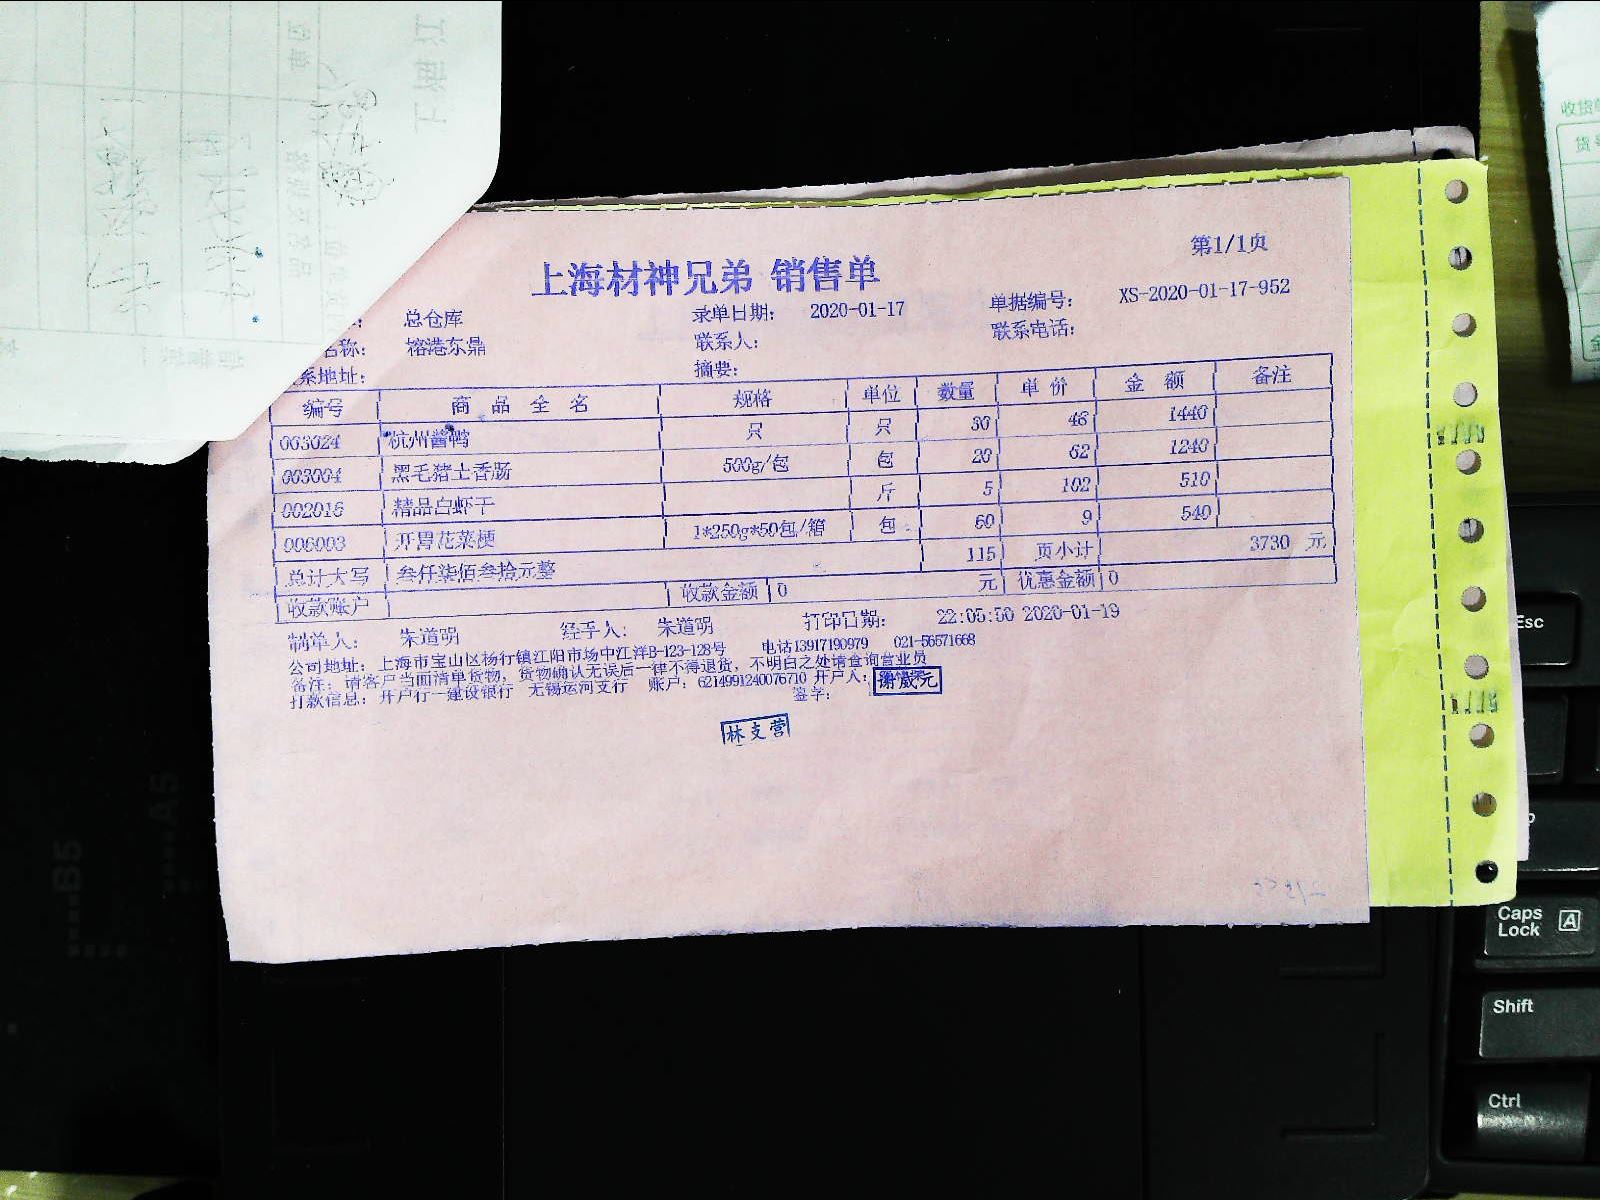 第1/1页
上海材神兄弟 销售单
总仓库 录单日期: 2020-01-17 单据编号: XS-2020-01-17-952
名称: 榕港东鼎 联系人: 联系电话:
系地址: 摘要:
编号 商 品 全 名 规格 单位 数量 单 价 金 额 备注
003024 杭州酱鸭 只 只 30 48 1440
003004 黑毛猪土香肠 500g/包 包 20 62 1240
002016 精品白虾干 斤 5 102 510
006003 开胃花菜梗 1*250g*50包/箱 包 60 9 540
总计大写 叁仟柒佰叁拾元整 115 页小计 3730 元
收款账户 收款金额 0 元 优惠金额 0
制单人: 朱道明 经手人: 朱道明 打印日期: 22:05:50 2020-01-19
公司地址: 上海市宝山区杨行镇江阳市场中江洋B-123-128号 电话13917190979 021-56571668
备注: 请客户当面清单货物, 货物确认无误后一律不得退货, 不明白之处请查询营业员
打款信息: 开户行—建设银行 无锡运河支行 账户: 6214991240076710 开户人:
签字:
林支营
收货单
货号
Esc
Caps Lock A
Shift
Ctrl
B5
A5